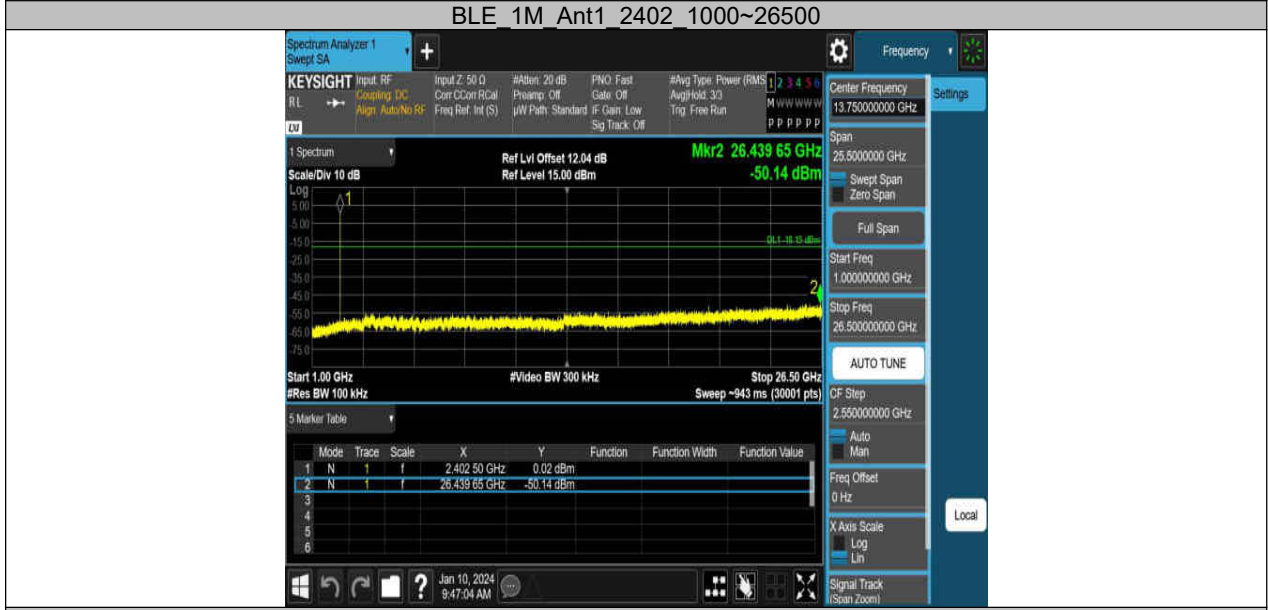 BLE_1M_Ant1_2402_1000~26500
Spectrum Analyzer 1
Swept SA
+
Frequency
KEYSIGHT
RL
Input: RF
Coupling: DC
Align: Auto/No RF
Input Z: 50 Ω
Corr CCorr RCal
Freq Ref: Int (S)
#Atten: 20 dB
Preamp: Off
µW Path: Standard
PNO: Fast
Gate: Off
IF Gain: Low
Sig Track: Off
#Avg Type: Power (RMS
Avg|Hold: 3/3
Trig: Free Run
1 2 3 4 5 6
M W W W W W
P P P P P P
Settings
Center Frequency
13.750000000 GHz
Span
25.5000000 GHz
Swept Span
Zero Span
Full Span
Start Freq
1.000000000 GHz
Stop Freq
26.500000000 GHz
AUTO TUNE
CF Step
2.550000000 GHz
Auto
Man
Freq Offset
0 Hz
X Axis Scale
Log
Lin
Signal Track
(Span Zoom)
Local
1 Spectrum
Scale/Div 10 dB
Ref Lvl Offset 12.04 dB
Ref Level 15.00 dBm
Mkr2 26.439 65 GHz
-50.14 dBm
Log
5.00
-5.00
-15.0
-25.0
-35.0
-45.0
-55.0
-65.0
-75.0
1
2
Start 1.00 GHz
#Video BW 300 kHz
Stop 26.50 GHz
#Res BW 100 kHz
Sweep ~943 ms (30001 pts)
5 Marker Table
Mode Trace Scale X Y Function Function Width Function Value
1 N 1 f 2.402 50 GHz 0.02 dBm
2 N 1 f 26.439 65 GHz -50.14 dBm
3
4
5
6
?
Jan 10, 2024
9:47:04 AM